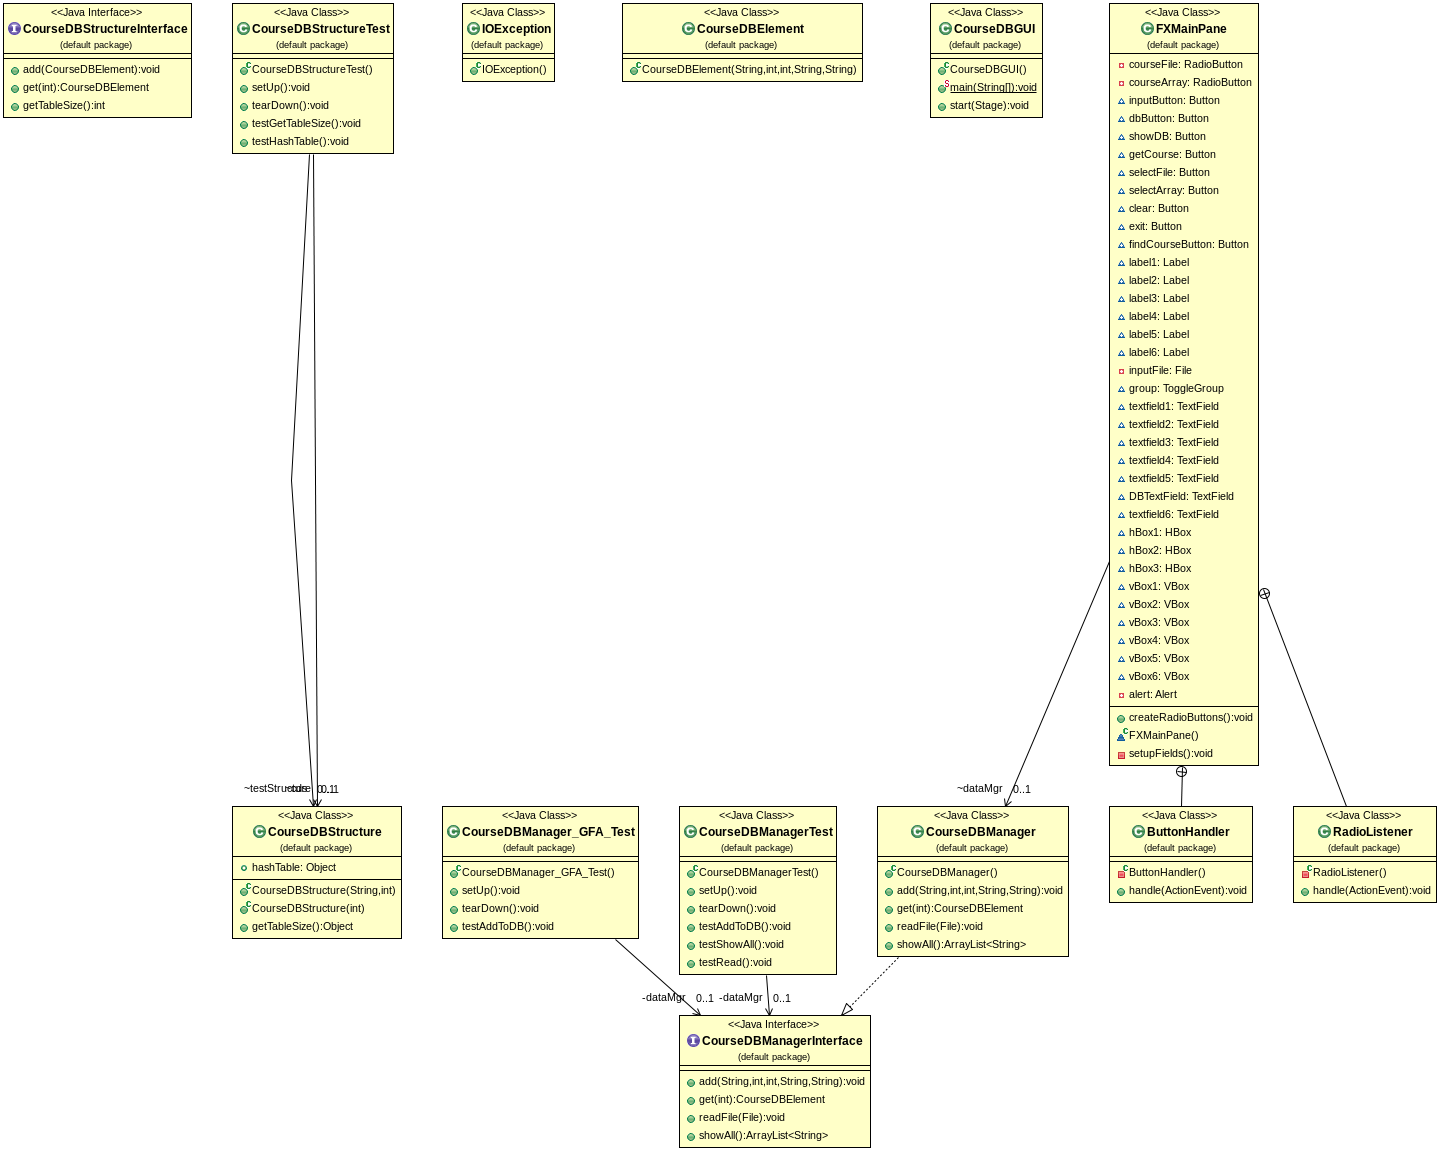 <<Java Interface>>
CourseDBStructureInterface
(default package)
add(CourseDBElement):void
get(int):CourseDBElement
getTableSize():int
<<Java Class>>
CourseDBStructureTest
(default package)
CourseDBStructureTest()
setUp():void
tearDown():void
testGetTableSize():void
testHashTable():void
<<Java Class>>
IOException
(default package)
IOException()
<<Java Class>>
CourseDBElement
(default package)
CourseDBElement(String,int,int,String,String)
<<Java Class>>
CourseDBGUI
(default package)
CourseDBGUI()
main(String[]):void
start(Stage):void
<<Java Class>>
FXMainPane
(default package)
courseFile: RadioButton
courseArray: RadioButton
inputButton: Button
dbButton: Button
showDB: Button
getCourse: Button
selectFile: Button
selectArray: Button
clear: Button
exit: Button
findCourseButton: Button
label1: Label
label2: Label
label3: Label
label4: Label
label5: Label
label6: Label
inputFile: File
group: ToggleGroup
textfield1: TextField
textfield2: TextField
textfield3: TextField
textfield4: TextField
textfield5: TextField
DBTextField: TextField
textfield6: TextField
hBox1: HBox
hBox2: HBox
hBox3: HBox
vBox1: VBox
vBox2: VBox
vBox3: VBox
vBox4: VBox
vBox5: VBox
vBox6: VBox
alert: Alert
createRadioButtons():void
FXMainPane()
setupFields():void
~testStructure
0..1
~dataMgr
0..1
<<Java Class>>
CourseDBStructure
(default package)
hashTable: Object
CourseDBStructure(String,int)
CourseDBStructure(int)
getTableSize():Object
<<Java Class>>
CourseDBManager_GFA_Test
(default package)
CourseDBManager_GFA_Test()
setUp():void
tearDown():void
testAddToDB():void
<<Java Class>>
CourseDBManagerTest
(default package)
CourseDBManagerTest()
setUp():void
tearDown():void
testAddToDB():void
testShowAll():void
testRead():void
<<Java Class>>
CourseDBManager
(default package)
CourseDBManager()
add(String,int,int,String,String):void
get(int):CourseDBElement
readFile(File):void
showAll():ArrayList<String>
<<Java Class>>
ButtonHandler
(default package)
ButtonHandler()
handle(ActionEvent):void
<<Java Class>>
RadioListener
(default package)
RadioListener()
handle(ActionEvent):void
-dataMgr
0..1
-dataMgr
0..1
<<Java Interface>>
CourseDBManagerInterface
(default package)
add(String,int,int,String,String):void
get(int):CourseDBElement
readFile(File):void
showAll():ArrayList<String>